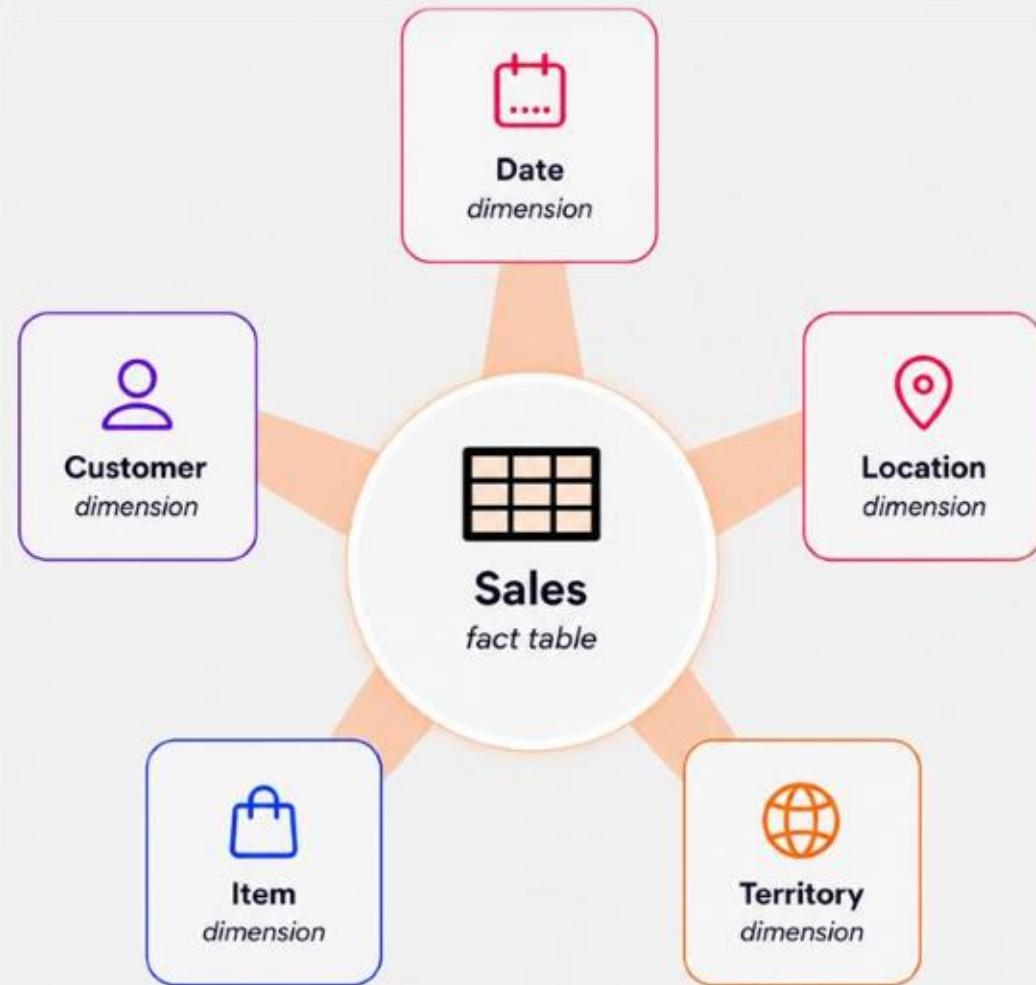 Date
dimension
Customer
dimension
Location
dimension
Sales
fact table
Item
dimension
Territory
dimension